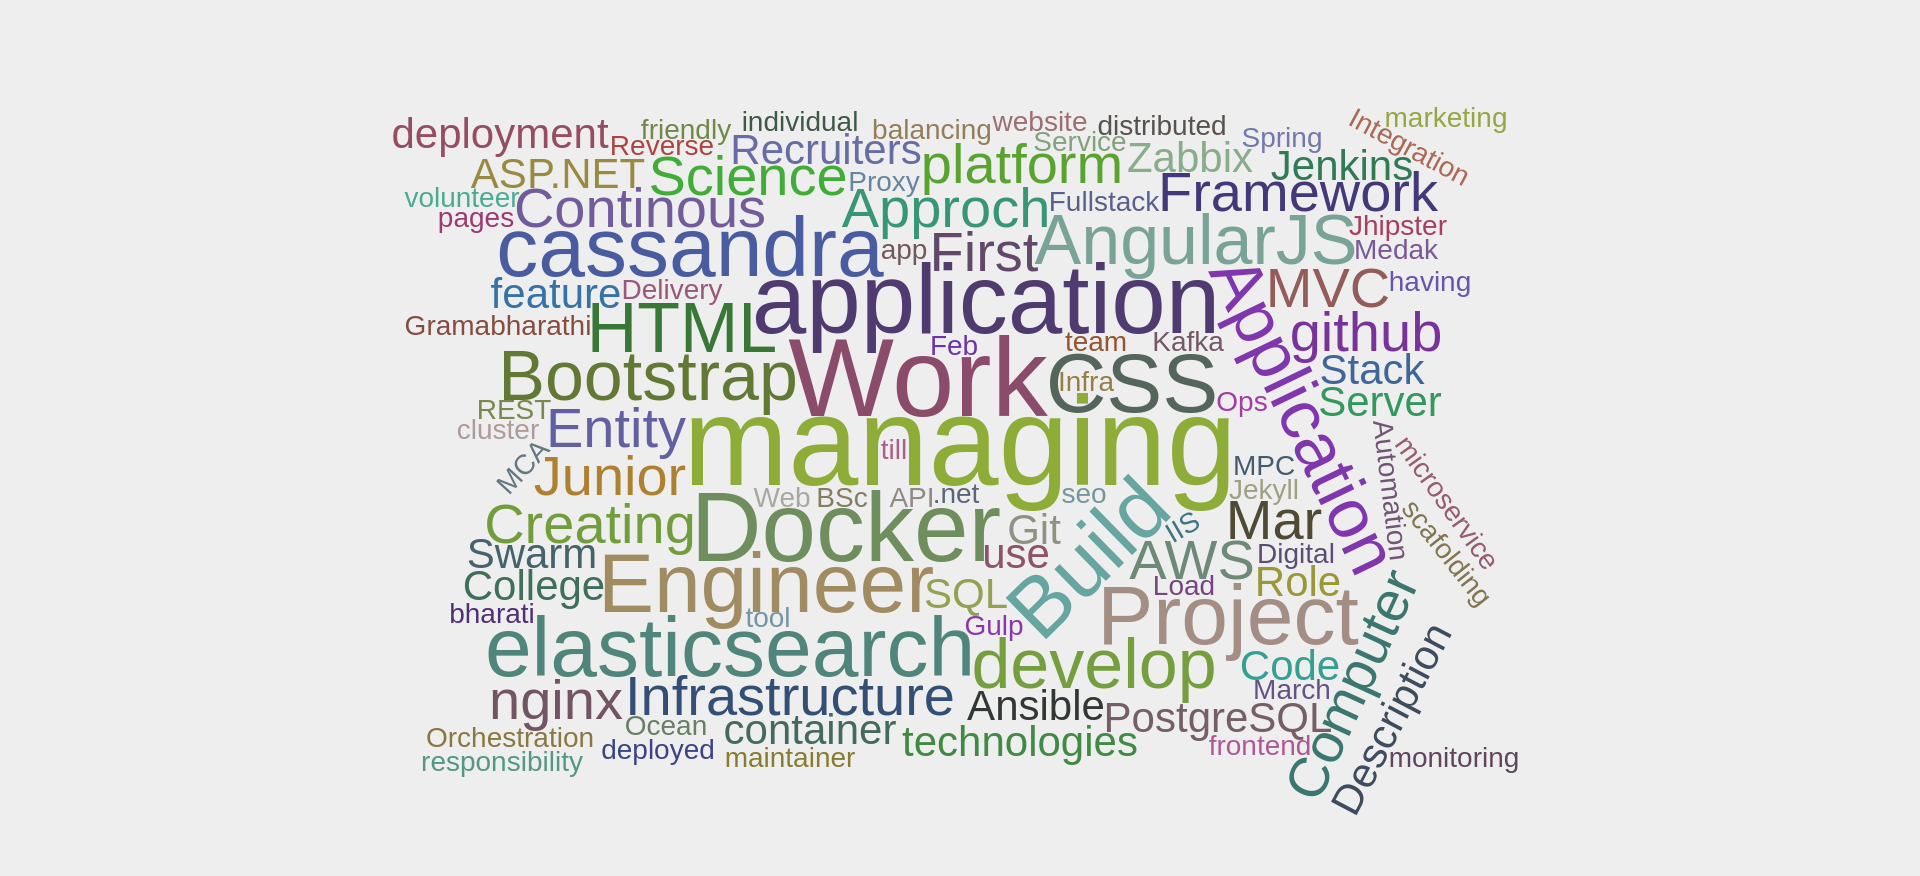 deployment
Reverse
friendly
individual
balancing
website
distributed
Service
Spring
Integration
marketing
ASP.NET
Science
Recruiters
Proxy
platform
Zabbix
Jenkins
volunteer
pages
Continous
Approch
Fullstack
Framework
Jhipster
Medak
cassandra
app
First
AngularJS
MVC
having
feature
Delivery
application
Application
Gramabharathi
HTML
Feb
team
Kafka
github
Bootstrap
Work
Infra
CSS
Stack
Ops
Server
REST
cluster
Entity
managing
till
MCA
Junior
MPC
Jekyll
Automation
microservice
scafolding
Web
BSc
API
.net
seo
Creating
Docker
Git
Build
IIS
Mar
Swarm
use
AWS
Digital
College
Engineer
SQL
Load
Role
bharati
tool
Gulp
Project
elasticsearch
develop
Code
Computer
March
Description
nginx
Infrastructure
Ansible
PostgreSQL
Orchestration
Ocean
container
technologies
frontend
responsibility
deployed
maintainer
monitoring